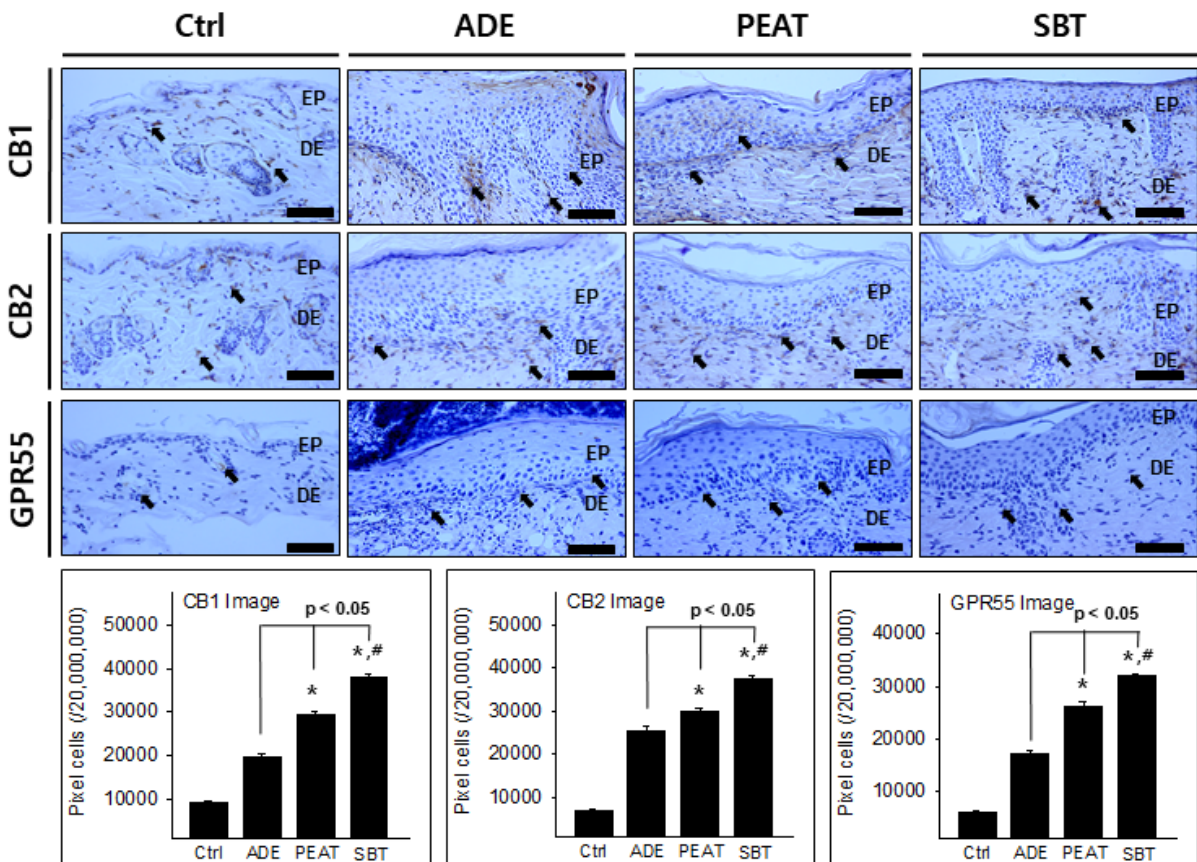 Ctrl ADE PEAT SBT
CB1
EP
DE
EP
EP
DE
EP
DE
CB2
EP
DE
EP
DE
EP
DE
EP
DE
GPR55
EP
DE
EP
DE
EP
DE
EP
DE
CB1 Image
p < 0.05
Pixel cells (/20,000,000)
50000
40000
30000
20000
10000
*
*,#
Ctrl ADE PEAT SBT
CB2 Image
p < 0.05
Pixel cells (/20,000,000)
50000
40000
30000
20000
10000
*
*,#
Ctrl ADE PEAT SBT
GPR55 Image
p < 0.05
Pixel cells (/20,000,000)
40000
30000
20000
10000
*
*,#
Ctrl ADE PEAT SBT